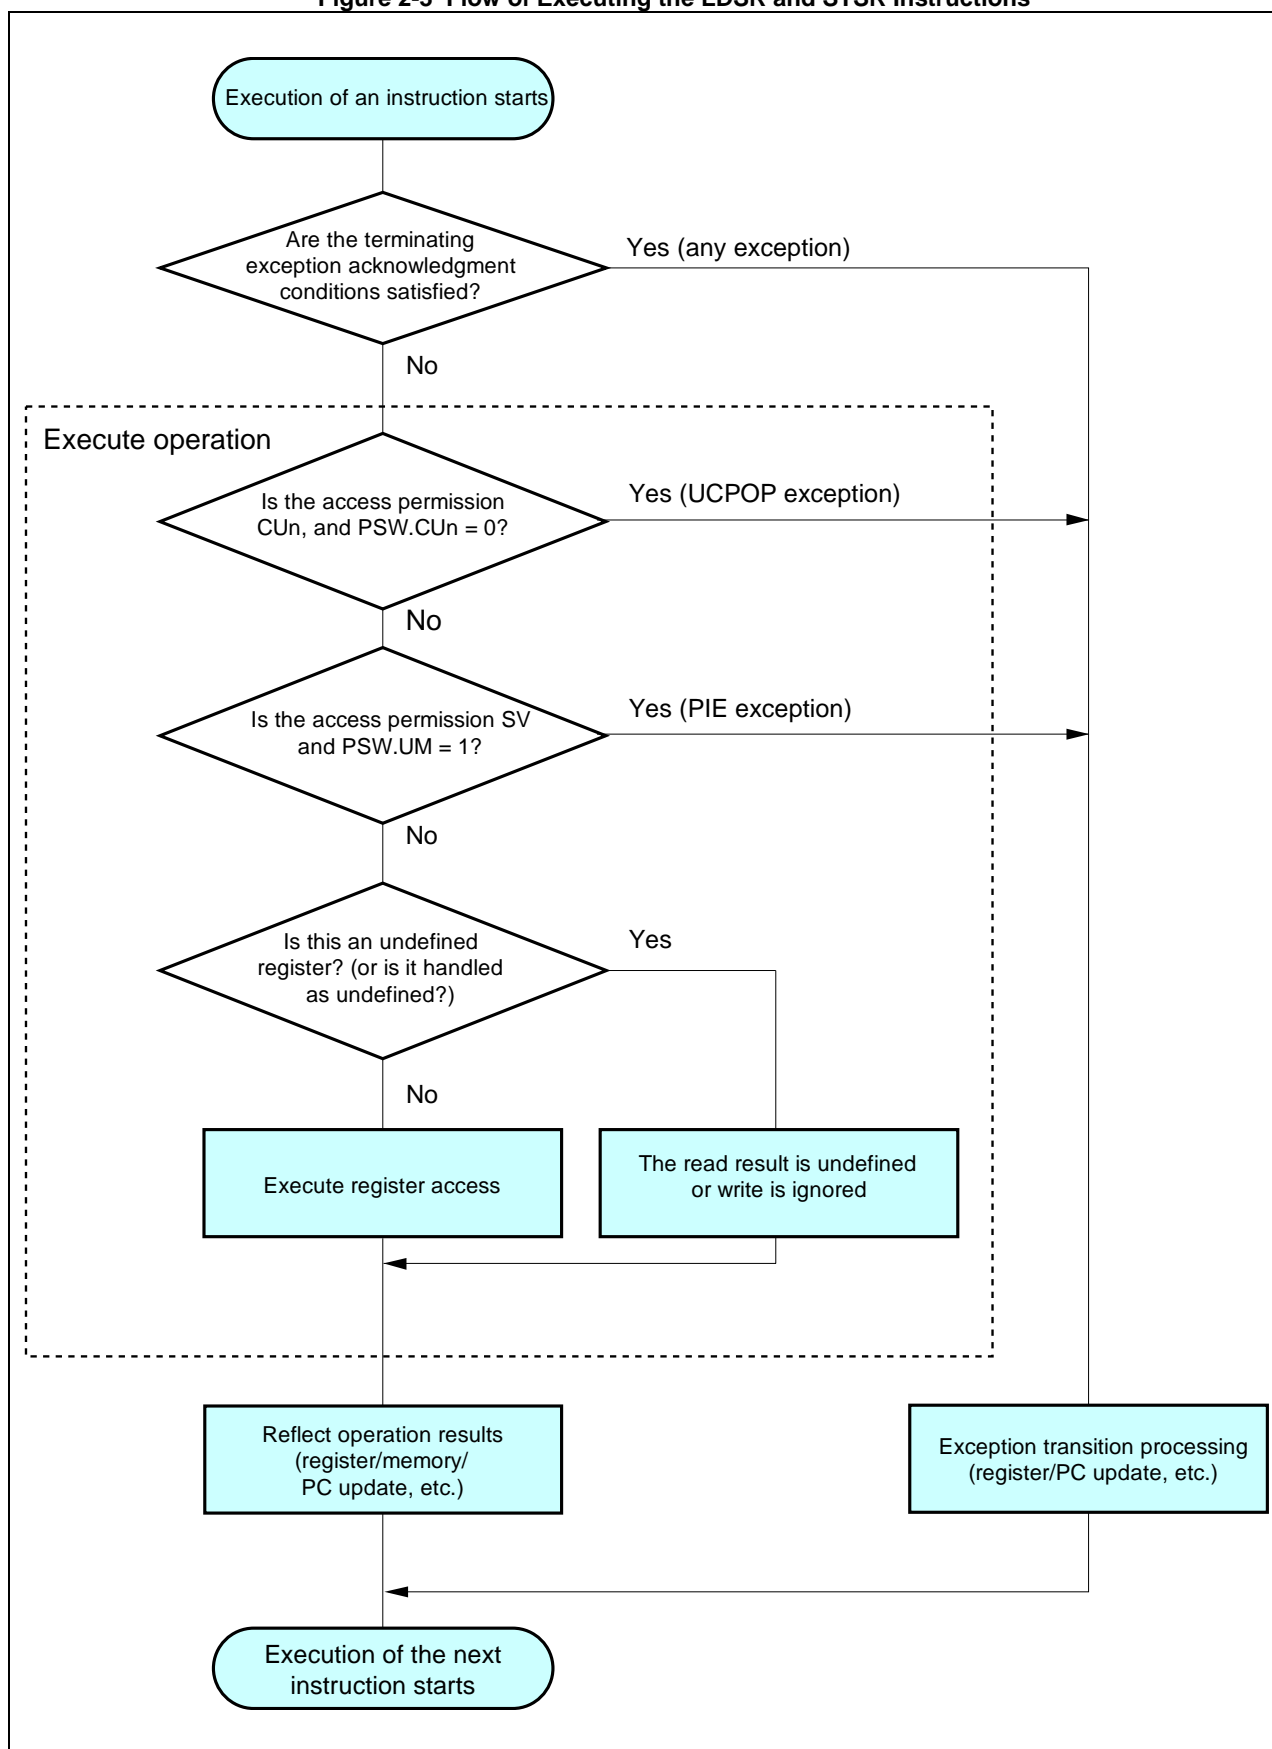 Figure 2-3 Flow of Executing the LDSR and STSR Instructions
Execution of an instruction starts
Are the terminating
exception acknowledgment
conditions satisfied?
Yes (any exception)
No
Execute operation
Is the access permission
CUn, and PSW.CUn = 0?
Yes (UCPOP exception)
No
Is the access permission SV
and PSW.UM = 1?
Yes (PIE exception)
No
Is this an undefined
register? (or is it handled
as undefined?)
Yes
No
Execute register access
The read result is undefined
or write is ignored
Reflect operation results
(register/memory/
PC update, etc.)
Exception transition processing
(register/PC update, etc.)
Execution of the next
instruction starts